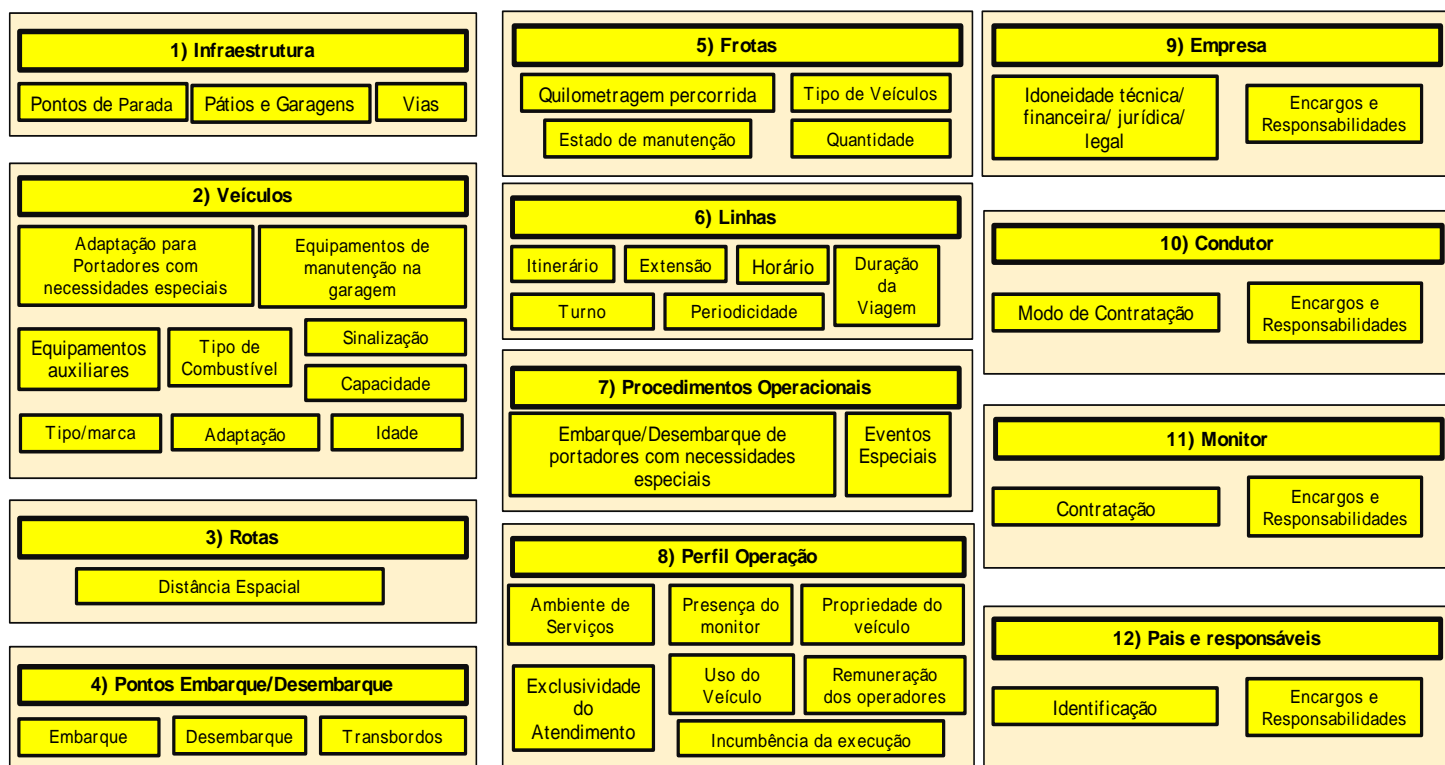 1) Infraestrutura
Pontos de Parada
Pátios e Garagens
Vias
2) Veículos
Adaptação para
Portadores com
necessidades especiais
Equipamentos de
manutenção na
garagem
Equipamentos
auxiliares
Tipo de
Combustível
Sinalização
Capacidade
Tipo/marca
Adaptação
Idade
3) Rotas
Distância Espacial
4) Pontos Embarque/Desembarque
Embarque
Desembarque
Transbordos
5) Frotas
Quilometragem percorrida
Tipo de Veículos
Estado de manutenção
Quantidade
6) Linhas
Itinerário
Extensão
Horário
Duração
da
Viagem
Turno
Periodicidade
7) Procedimentos Operacionais
Embarque/Desembarque de
portadores com necessidades
especiais
Eventos
Especiais
8) Perfil Operação
Ambiente de
Serviços
Presença do
monitor
Propriedade do
veículo
Exclusividade
do
Atendimento
Uso do
Veículo
Remuneração
dos operadores
Incumbência da execução
9) Empresa
Idoneidade técnica/
financeira/ jurídica/
legal
Encargos e
Responsabilidades
10) Condutor
Modo de Contratação
Encargos e
Responsabilidades
11) Monitor
Contratação
Encargos e
Responsabilidades
12) Pais e responsáveis
Identificação
Encargos e
Responsabilidades